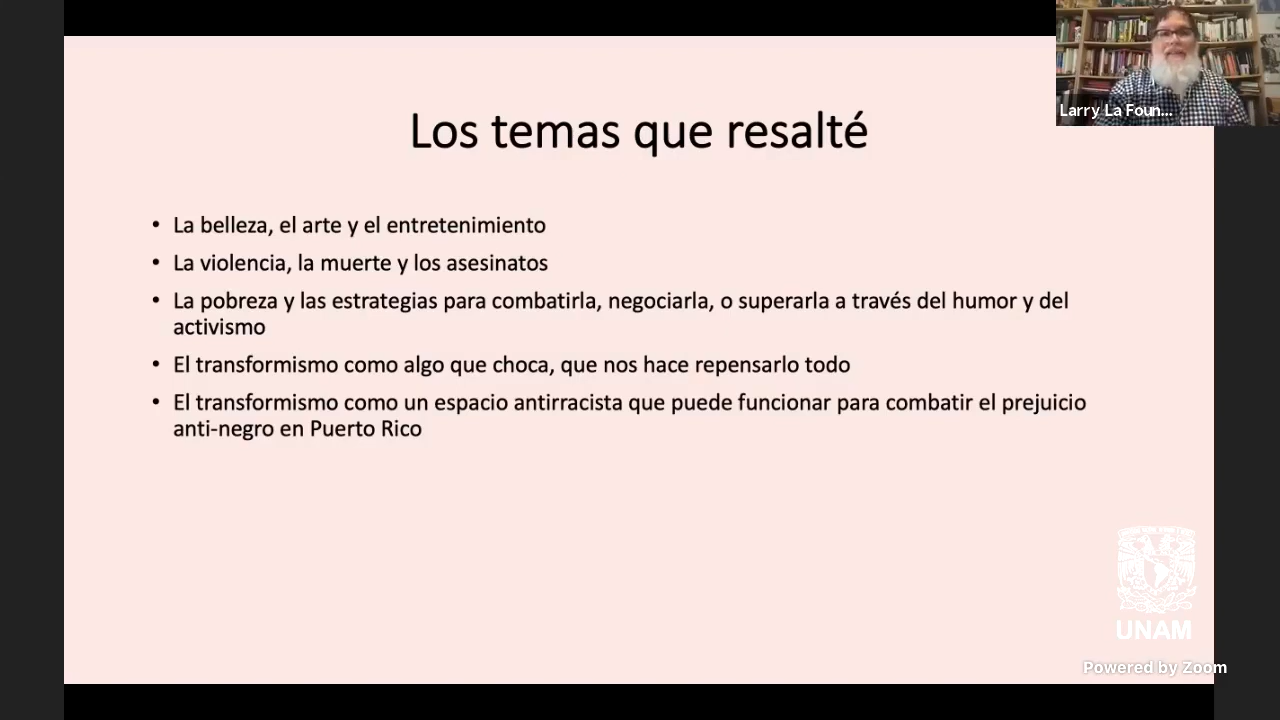 Larry La Foun...
Los temas que resalté
• La belleza, el arte y el entretenimiento
• La violencia, la muerte y los asesinatos
• La pobreza y las estrategias para combatirla, negociarla, o superarla a través del humor y del
activismo
• El transformismo como algo que choca, que nos hace repensarlo todo
• El transformismo como un espacio antirracista que puede funcionar para combatir el prejuicio
anti-negro en Puerto Rico
UNAM
Powered by Zoom